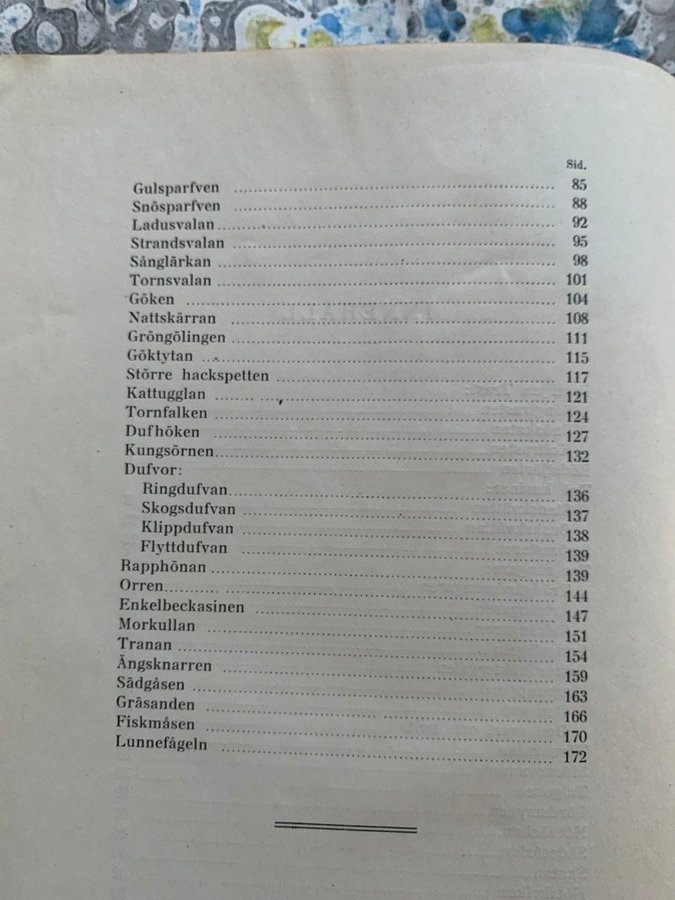 Sid.
Gulsparfven 85
Snösparfven 88
Ladusvalan 92
Strandsvalan 95
Sånglärkan 98
Tornsvalan 101
Göken 104
Nattskärran 108
Gröngölingen 111
Göktytan 115
Större hackspetten 117
Kattugglan 121
Tornfalken 124
Dufhöken 127
Kungsörnen 132
Dufvor:
Ringdufvan 136
Skogsdufvan 137
Klippdufvan 138
Flyttdufvan 139
Rapphönan 139
Orren 144
Enkelbeckasinen 147
Morkullan 151
Tranan 154
Ängsknarren 159
Sädgåsen 163
Gräsanden 166
Fiskmåsen 170
Lunnefågeln 172